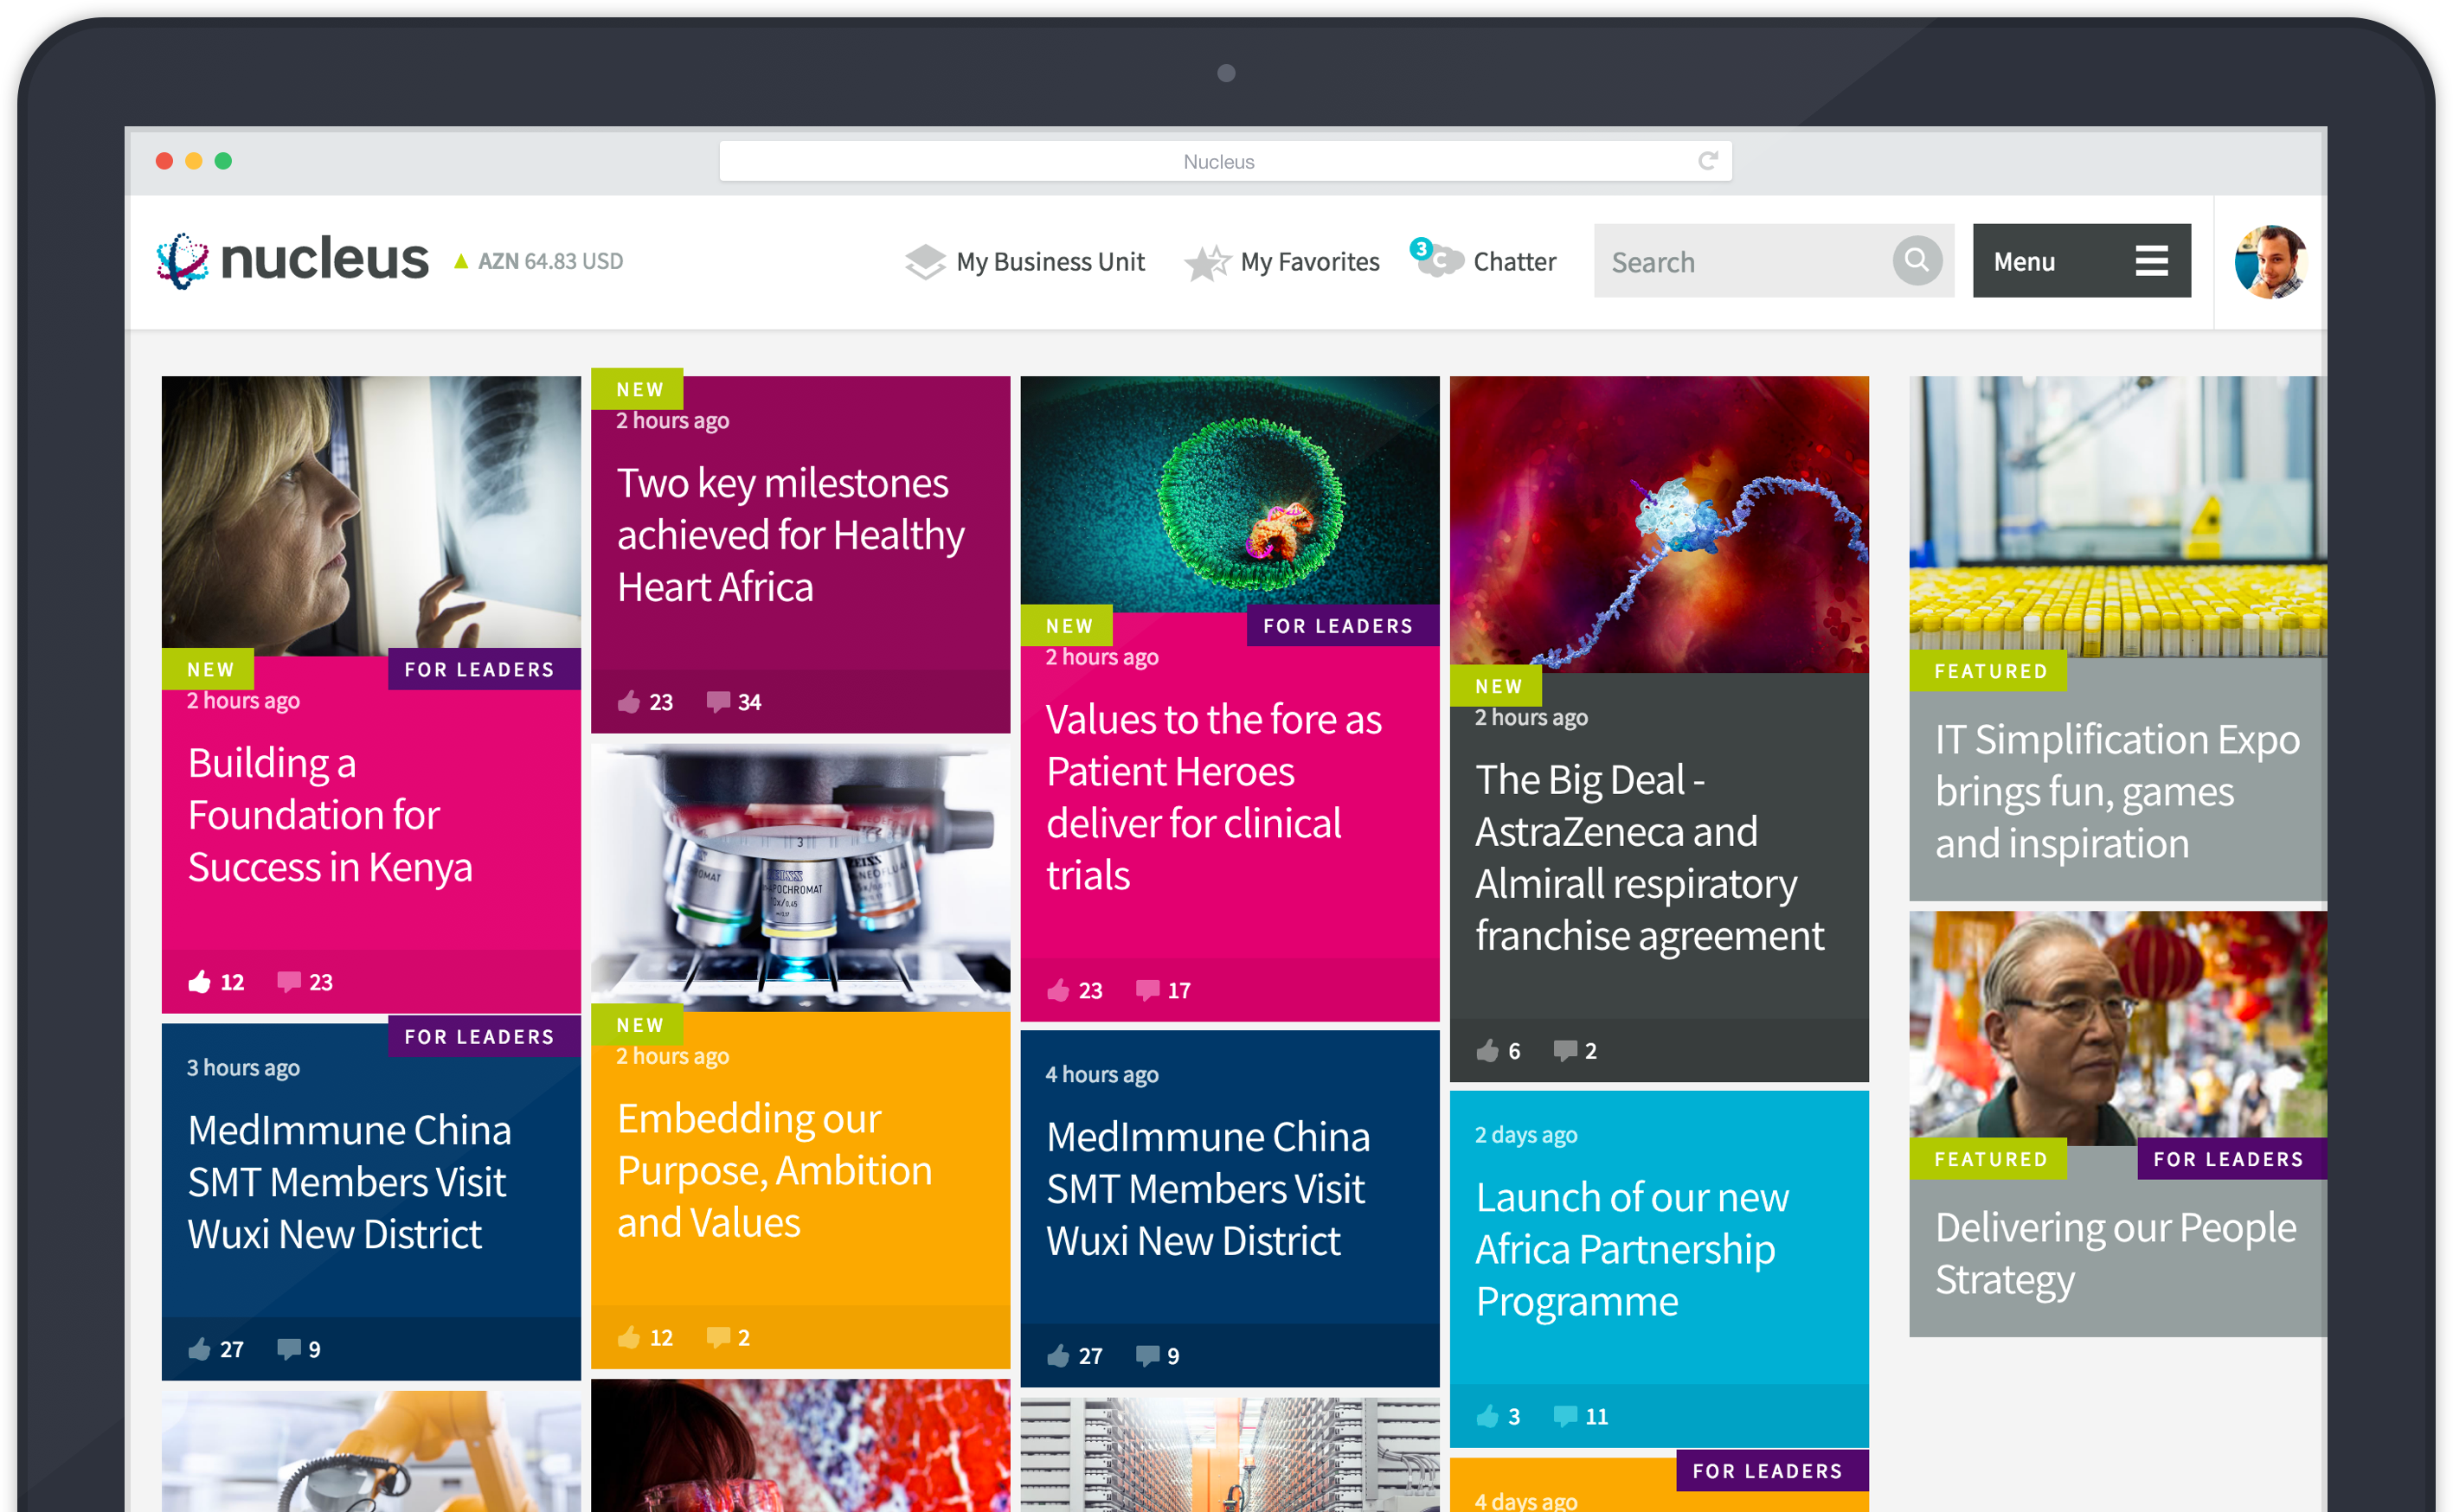 Nucleus
nucleus
AZN 64.83 USD
My Business Unit
My Favorites
3
C
Chatter
Search
Menu
NEW
FOR LEADERS
2 hours ago
Building a
Foundation for
Success in Kenya
12
23
FOR LEADERS
3 hours ago
MedImmune China
SMT Members Visit
Wuxi New District
27
9
NEW
2 hours ago
Two key milestones
achieved for Healthy
Heart Africa
23
34
3
ZEISS
APOCHROMAT
10x/0,45
NEOFLUAR
NEW
2 hours ago
Embedding our
Purpose, Ambition
and Values
12
2
NEW
FOR LEADERS
2 hours ago
Values to the fore as
Patient Heroes
deliver for clinical
trials
23
17
4 hours ago
MedImmune China
SMT Members Visit
Wuxi New District
27
9
NEW
2 hours ago
The Big Deal -
AstraZeneca and
Almirall respiratory
franchise agreement
6
2
2 days ago
Launch of our new
Africa Partnership
Programme
3
11
FOR LEADERS
4 days ago
FEATURED
IT Simplification Expo
brings fun, games
and inspiration
FEATURED
FOR LEADERS
Delivering our People
Strategy